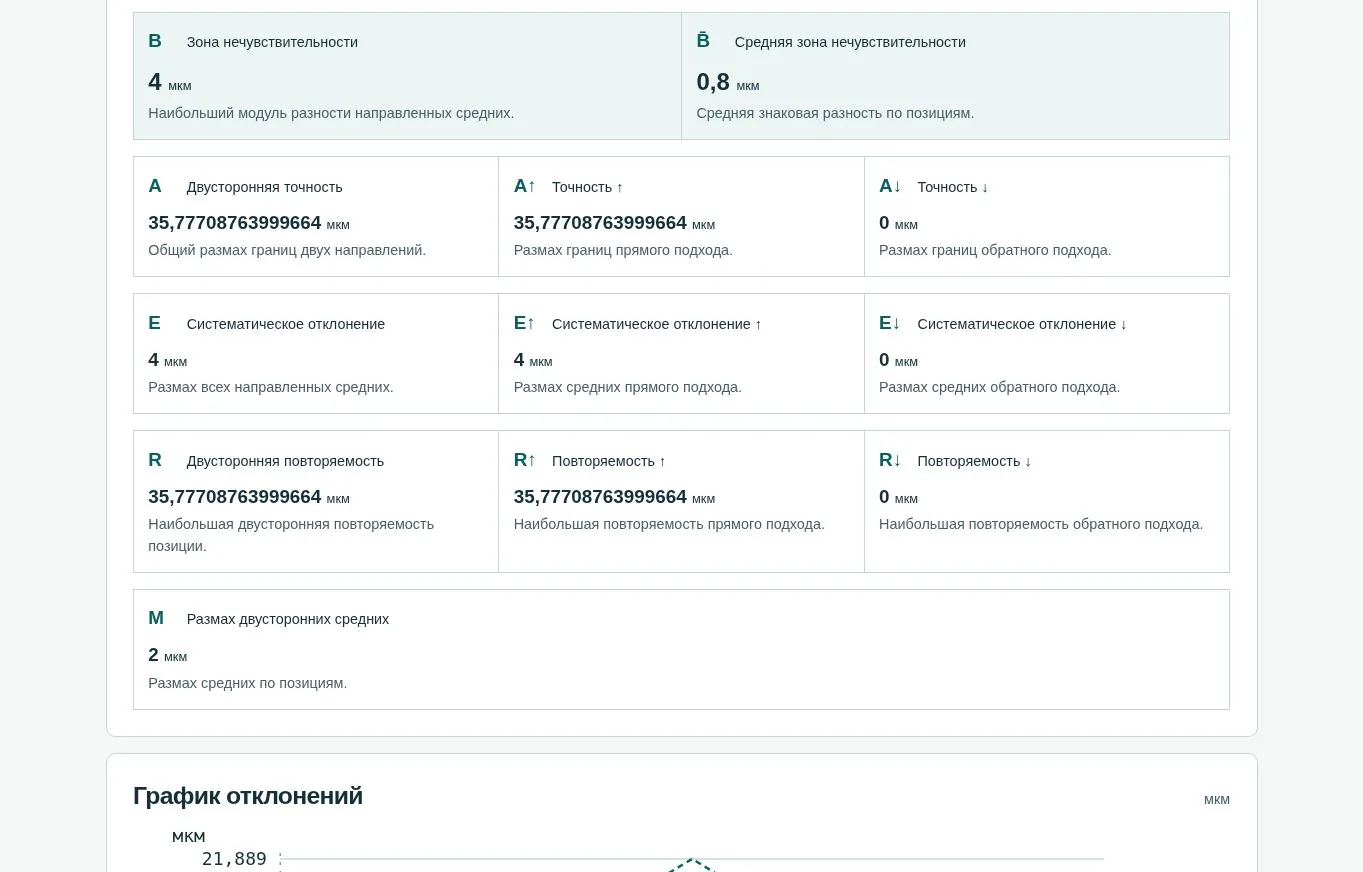 B Зона нечувствительности
4 мкм
Наибольший модуль разности направленных средних.
B̄ Средняя зона нечувствительности
0,8 мкм
Средняя знаковая разность по позициям.
A Двусторонняя точность
35,77708763999664 мкм
Общий размах границ двух направлений.
A↑ Точность ↑
35,77708763999664 мкм
Размах границ прямого подхода.
A↓ Точность ↓
0 мкм
Размах границ обратного подхода.
E Систематическое отклонение
4 мкм
Размах всех направленных средних.
E↑ Систематическое отклонение ↑
4 мкм
Размах средних прямого подхода.
E↓ Систематическое отклонение ↓
0 мкм
Размах средних обратного подхода.
R Двусторонняя повторяемость
35,77708763999664 мкм
Наибольшая двусторонняя повторяемость
позиции.
R↑ Повторяемость ↑
35,77708763999664 мкм
Наибольшая повторяемость прямого подхода.
R↓ Повторяемость ↓
0 мкм
Наибольшая повторяемость обратного подхода.
M Размах двусторонних средних
2 мкм
Размах средних по позициям.
График отклонений
мкм
мкм
21,889